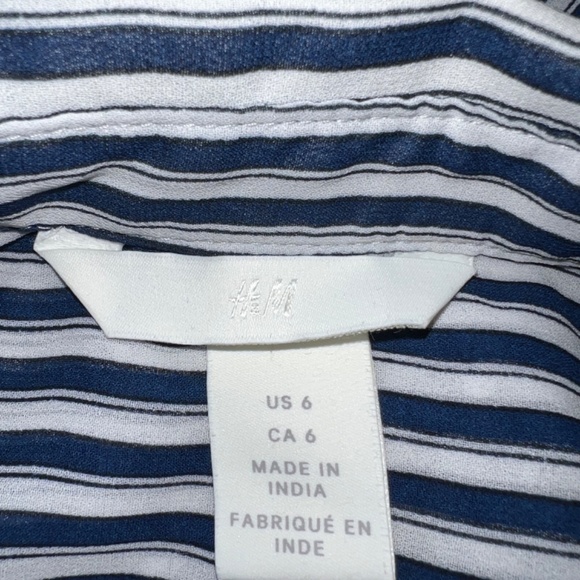 H&M
US 6
CA 6
MADE IN
INDIA
FABRIQUÉ EN
INDE